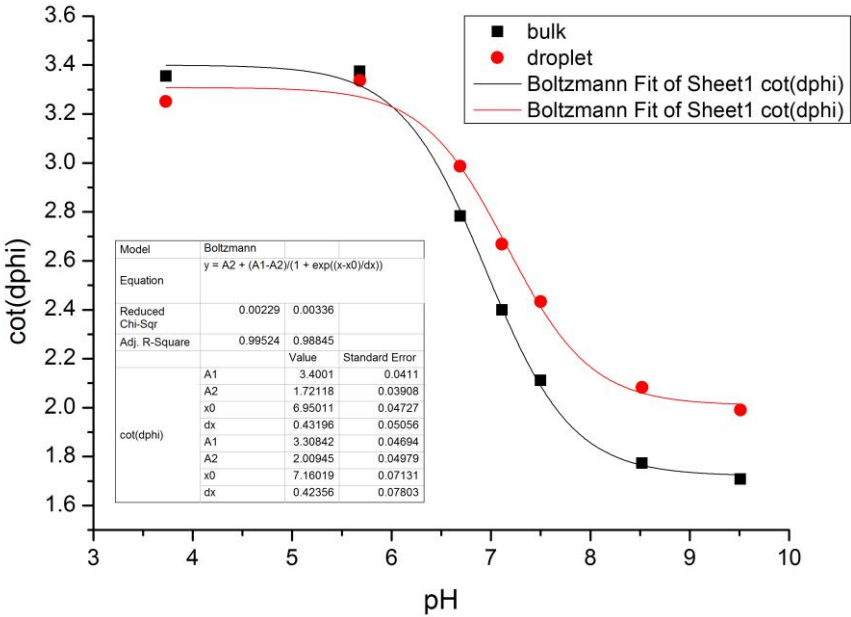 3.6
3.4
3.2
3.0
2.8
2.6
2.4
2.2
2.0
1.8
1.6
cot(dphi)
bulk
droplet
Boltzmann Fit of Sheet1 cot(dphi)
Boltzmann Fit of Sheet1 cot(dphi)
Model Boltzmann
Equation y = A2 + (A1-A2)/(1 + exp((x-x0)/dx))
Reduced Chi-Sqr 0.00229 0.00336
Adj. R-Square 0.99524 0.98845
Value Standard Error
cot(dphi)
A1 3.4001 0.0411
A2 1.72118 0.03908
x0 6.95011 0.04727
dx 0.43196 0.05056
A1 3.30842 0.04694
A2 2.00945 0.04979
x0 7.16019 0.07131
dx 0.42356 0.07803
3 4 5 6 7 8 9 10
pH